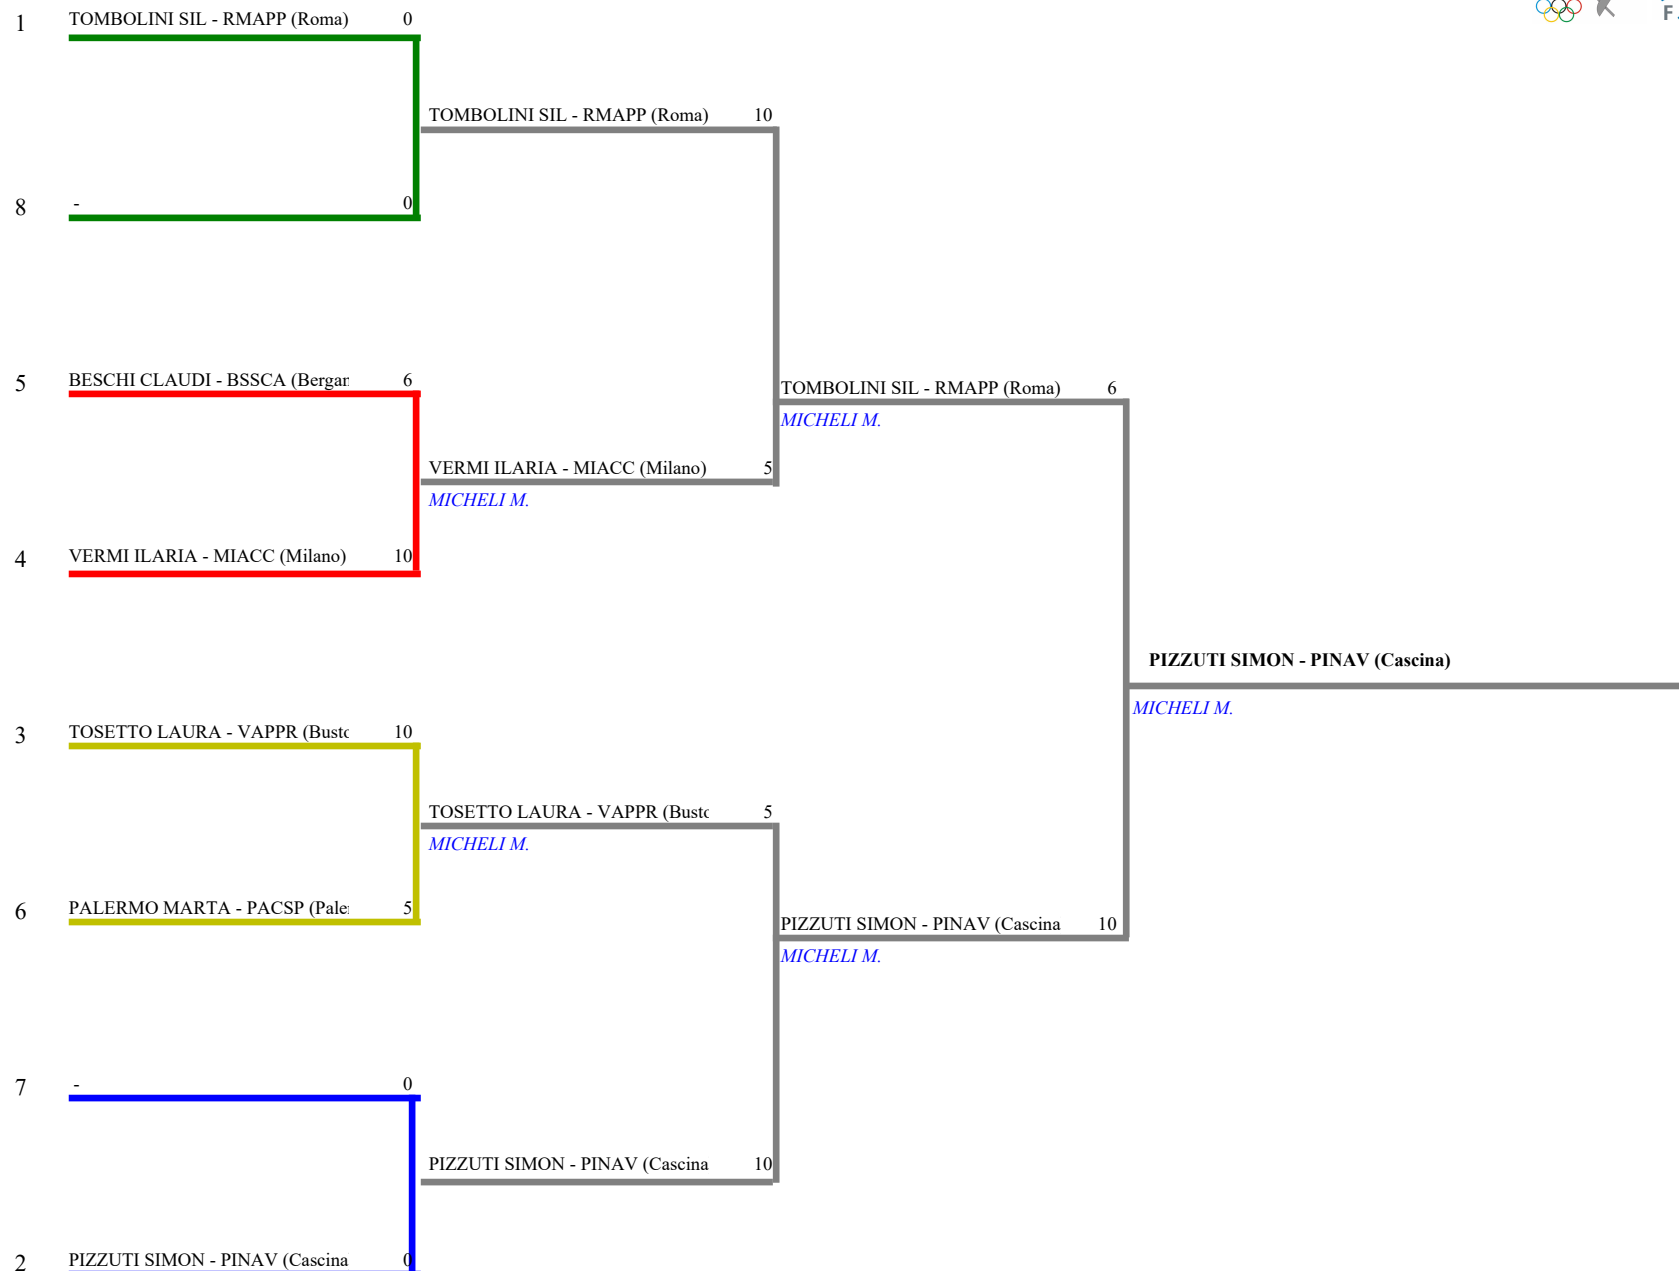 1 TOMBOLINI SIL - RMAPP (Roma) 0
F
TOMBOLINI SIL - RMAPP (Roma) 10
8 - 0
5 BESCHI CLAUDI - BSSCA (Bergar 6
TOMBOLINI SIL - RMAPP (Roma) 6
MICHELI M.
VERMI ILARIA - MIACC (Milano) 5
MICHELI M.
4 VERMI ILARIA - MIACC (Milano) 10
PIZZUTI SIMON - PINAV (Cascina)
MICHELI M.
3 TOSETTO LAURA - VAPPR (Busto 10
TOSETTO LAURA - VAPPR (Busto 5
MICHELI M.
6 PALERMO MARTA - PACSP (Paler 5
PIZZUTI SIMON - PINAV (Cascina 10
MICHELI M.
7 - 0
PIZZUTI SIMON - PINAV (Cascina 10
2 PIZZUTI SIMON - PINAV (Cascina 0